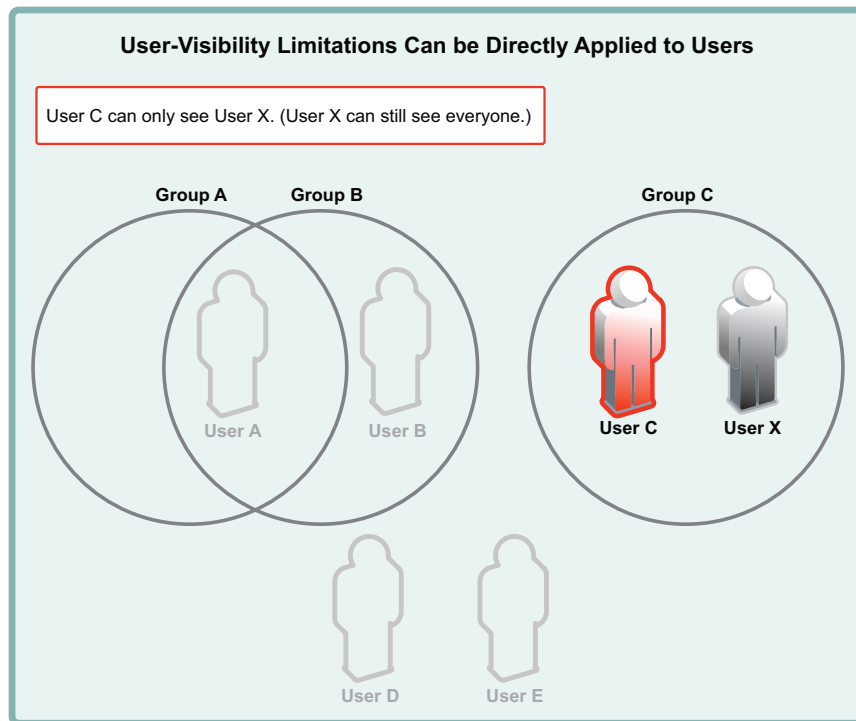 User-Visibility Limitations Can be Directly Applied to Users
User C can only see User X. (User X can still see everyone.)
Group A
Group B
Group C
User A
User B
User C
User X
User D
User E